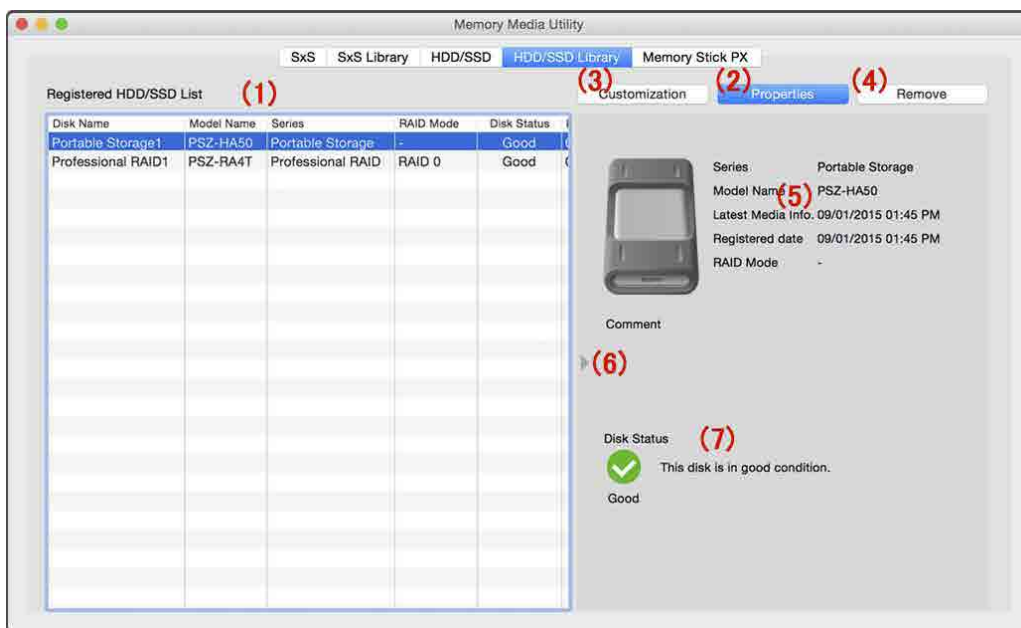 Memory Media Utility
SxS SxS Library HDD/SSD HDD/SSD Library Memory Stick PX
Registered HDD/SSD List (1)
(3) Customization (2) Properties (4) Remove
Disk Name Model Name Series RAID Mode Disk Status
Portable Storage1 PSZ-HA50 Portable Storage - Good
Professional RAID1 PSZ-RA4T Professional RAID RAID 0 Good
Series Portable Storage
Model Name (5) PSZ-HA50
Latest Media Info. 09/01/2015 01:45 PM
Registered date 09/01/2015 01:45 PM
RAID Mode -
Comment
(6)
Disk Status (7)
This disk is in good condition.
Good